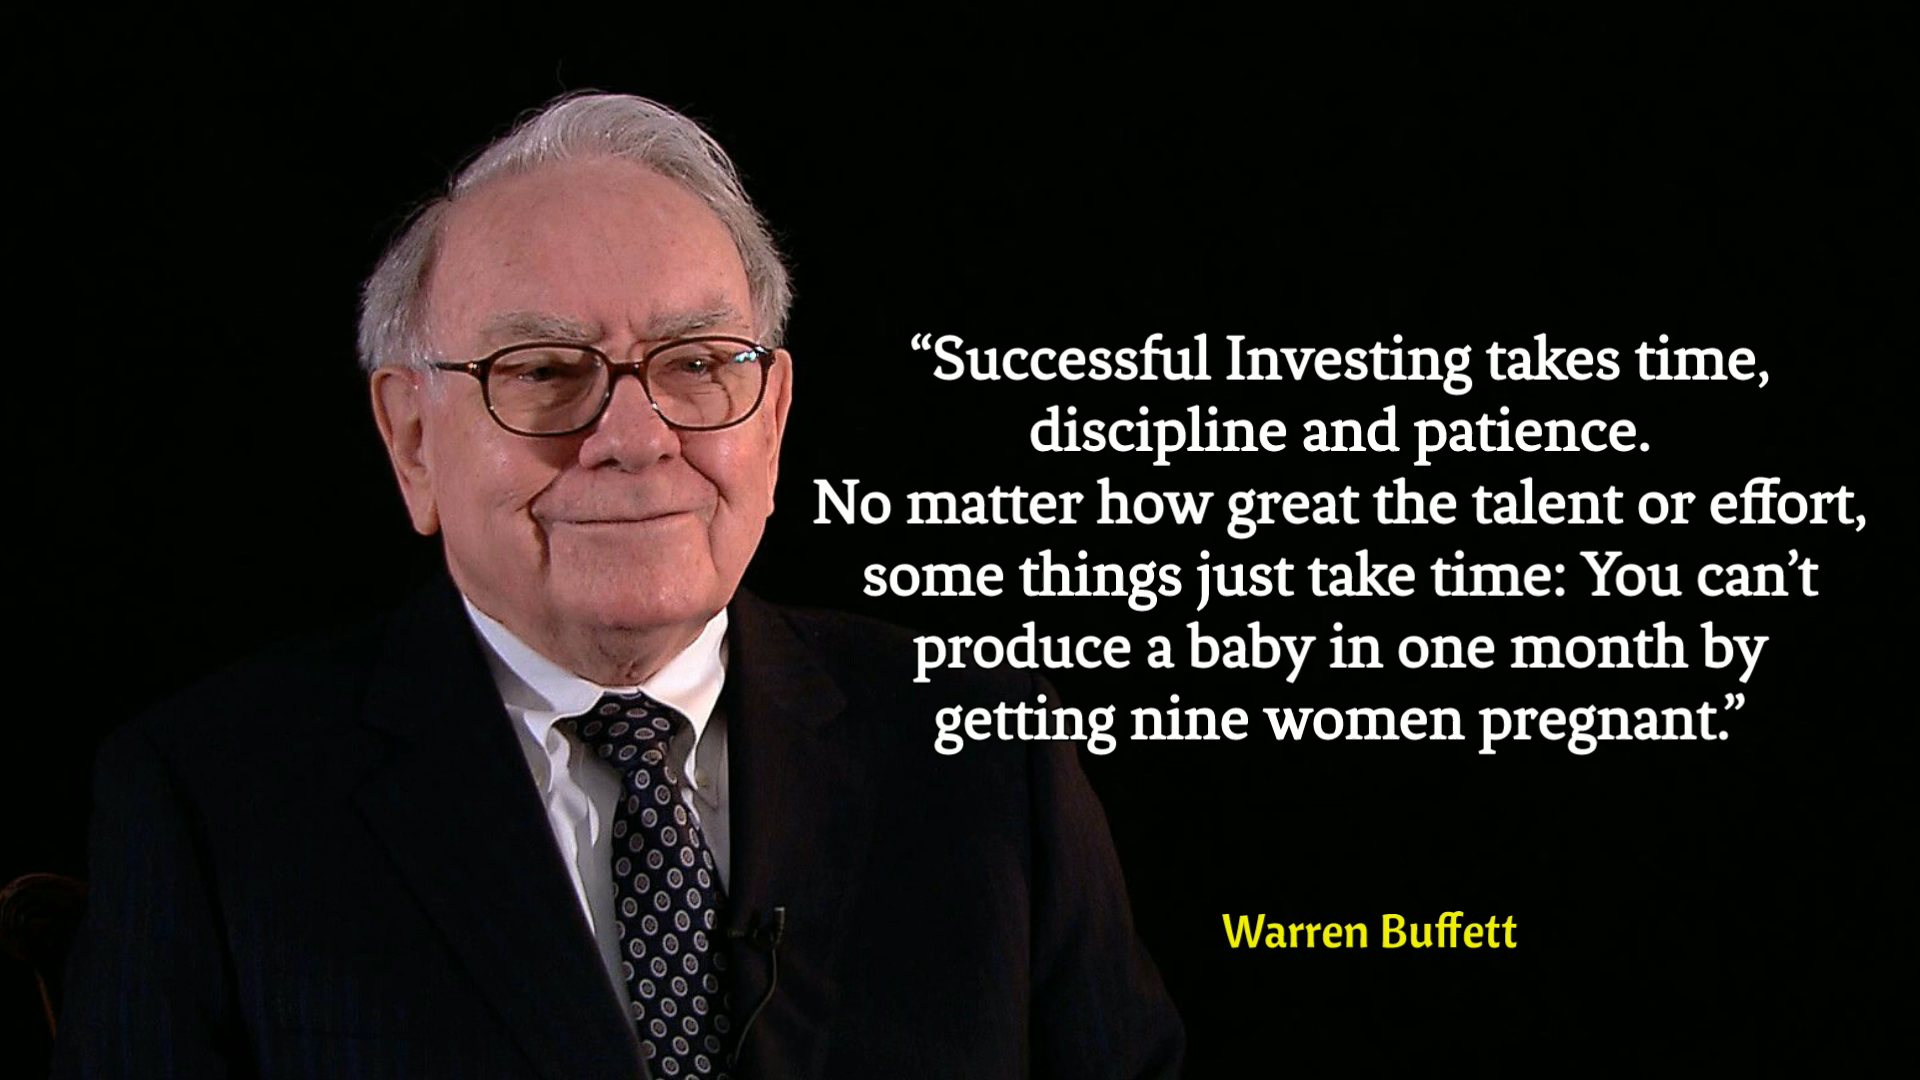 “Successful Investing takes time,
discipline and patience.
No matter how great the talent or effort,
some things just take time: You can’t
produce a baby in one month by
getting nine women pregnant.”
Warren Buffett